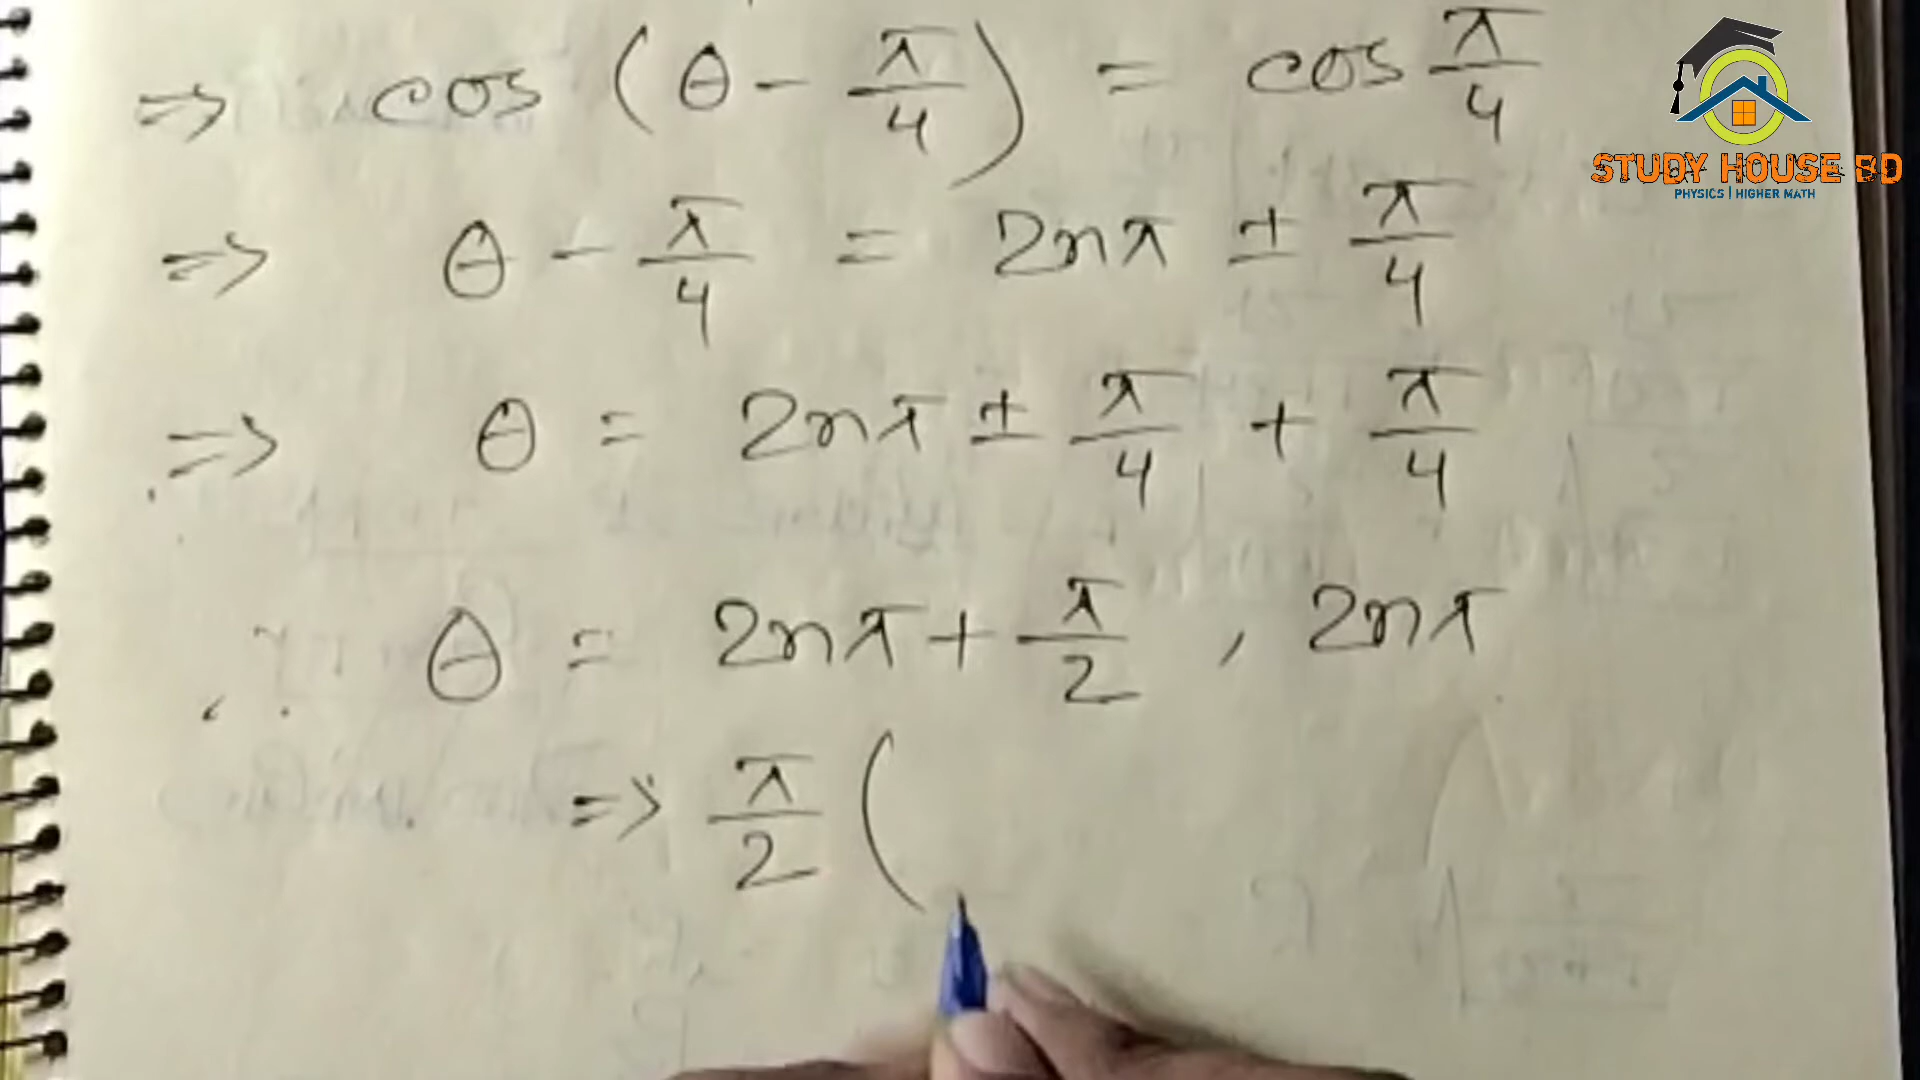 ⇒ cos (θ - π/4) = cos π/4
STUDY HOUSE BD
PHYSICS | HIGHER MATH
⇒ θ - π/4 = 2nπ ± π/4
⇒ θ = 2nπ ± π/4 + π/4
∴ θ = 2nπ + π/2 , 2nπ
⇒ π/2 (